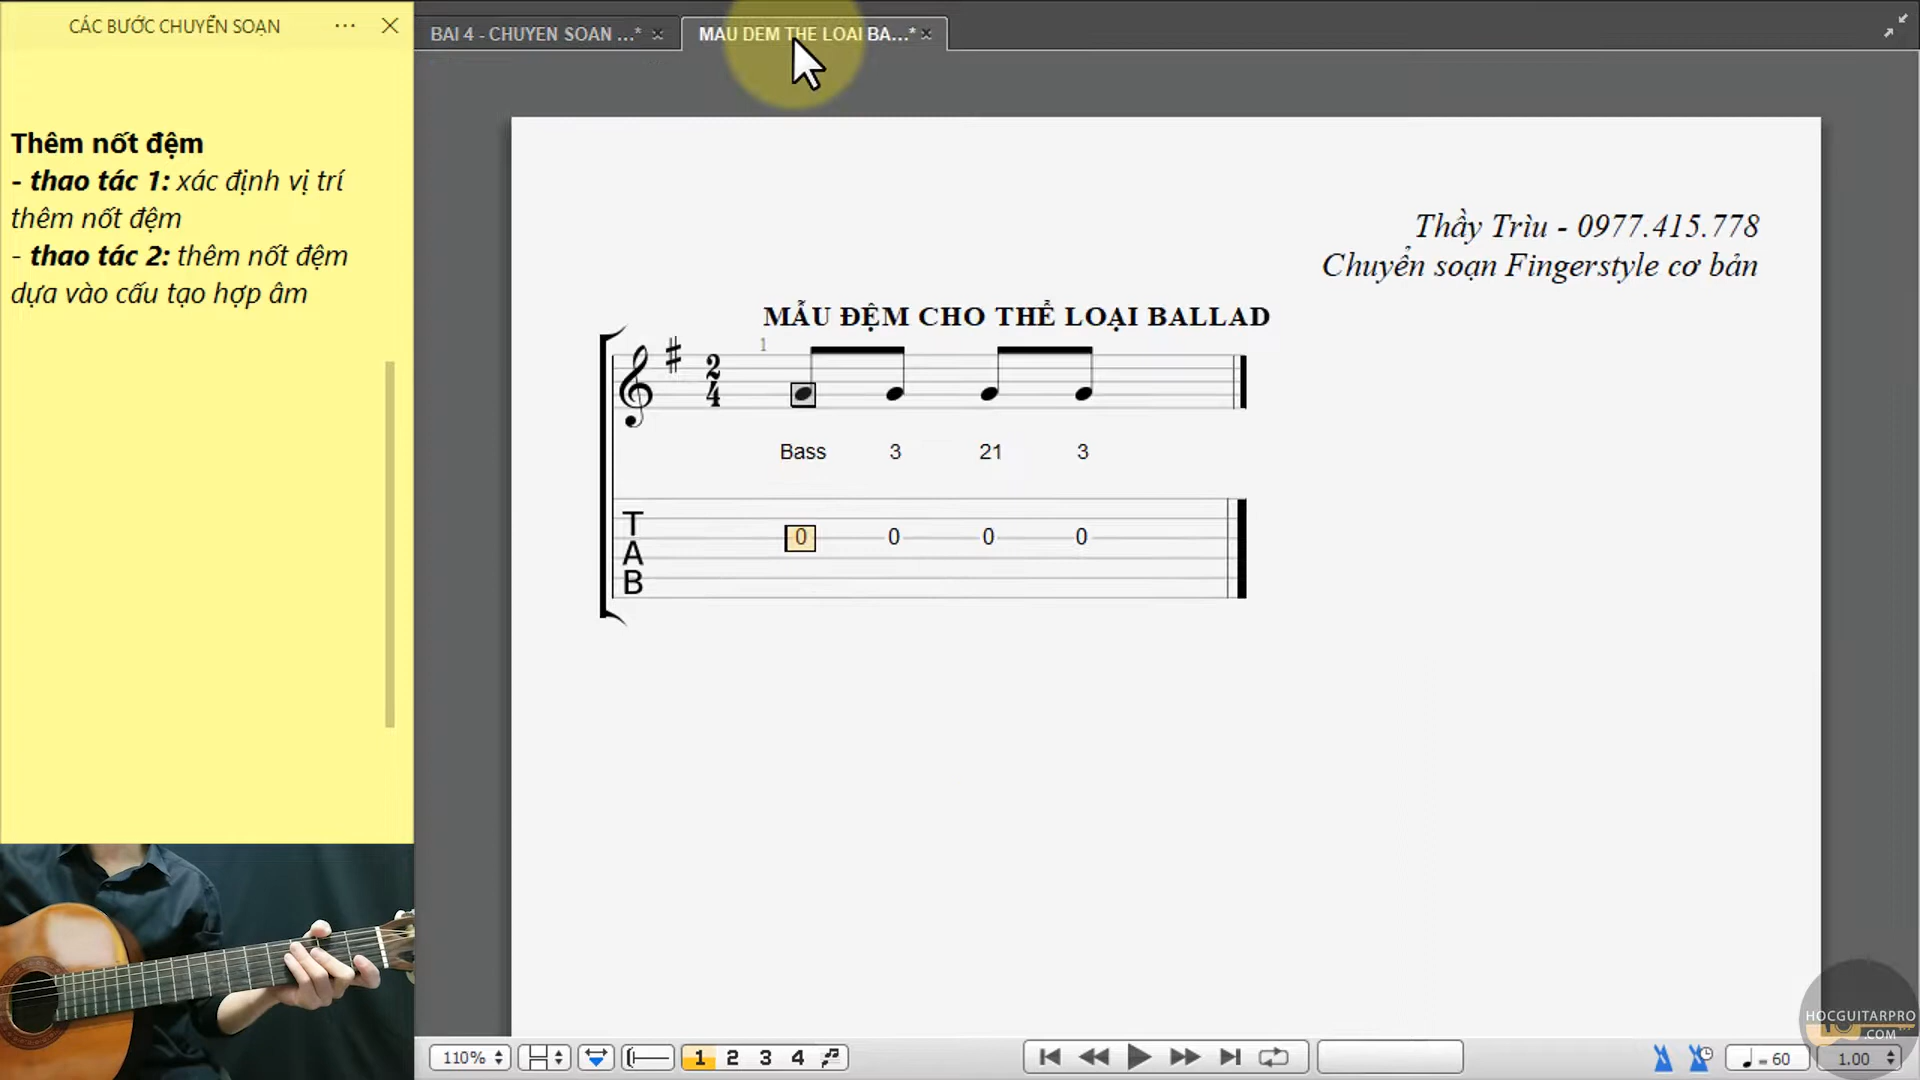 CÁC BƯỚC CHUYỂN SOẠN
BAI 4 - CHUYEN SOAN ...*
MAU DEM THE LOAI BA...*
Thêm nốt đệm
- thao tác 1: xác định vị trí
thêm nốt đệm
- thao tác 2: thêm nốt đệm
dựa vào cấu tạo hợp âm
Thầy Trìu - 0977.415.778
Chuyển soạn Fingerstyle cơ bản
MẪU ĐỆM CHO THỂ LOẠI BALLAD
1
2
4
Bass 3 21 3
T
A
B
0 0 0 0
HOCGUITARPRO
.COM
110% 1 2 3 4 = 60 1.00